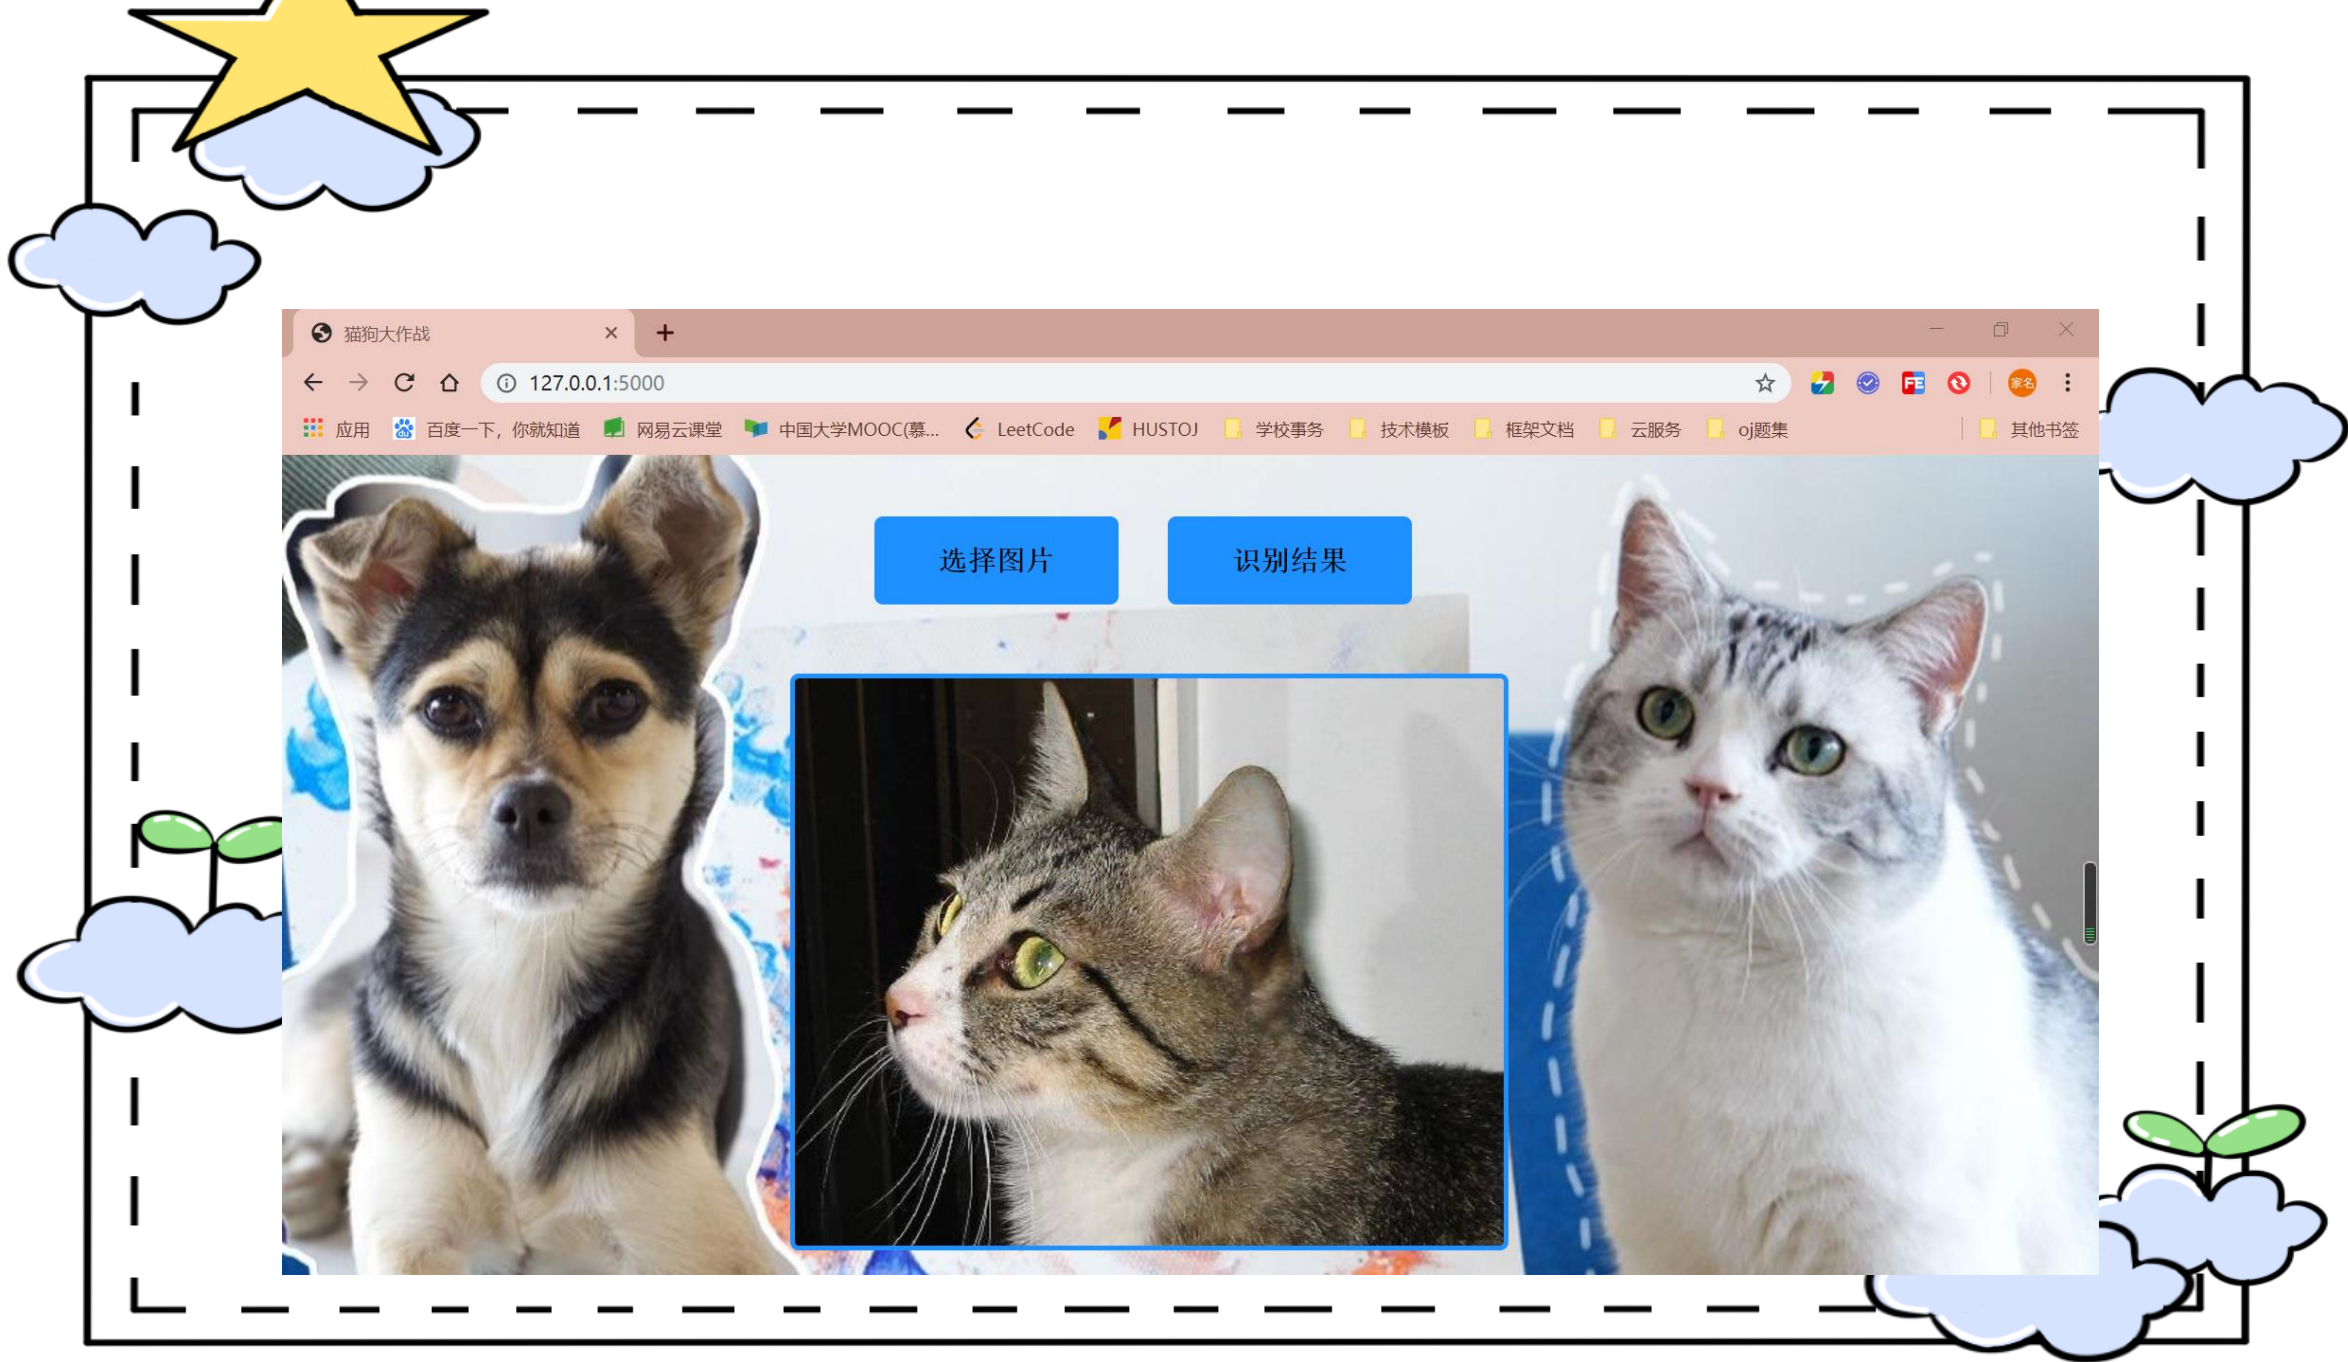 猫狗大作战
127.0.0.1:5000
家名
应用 百度一下，你就知道 网易云课堂 中国大学MOOC(慕... LeetCode HUSTOJ 学校事务 技术模板 框架文档 云服务 oj题集 其他书签
选择图片 识别结果